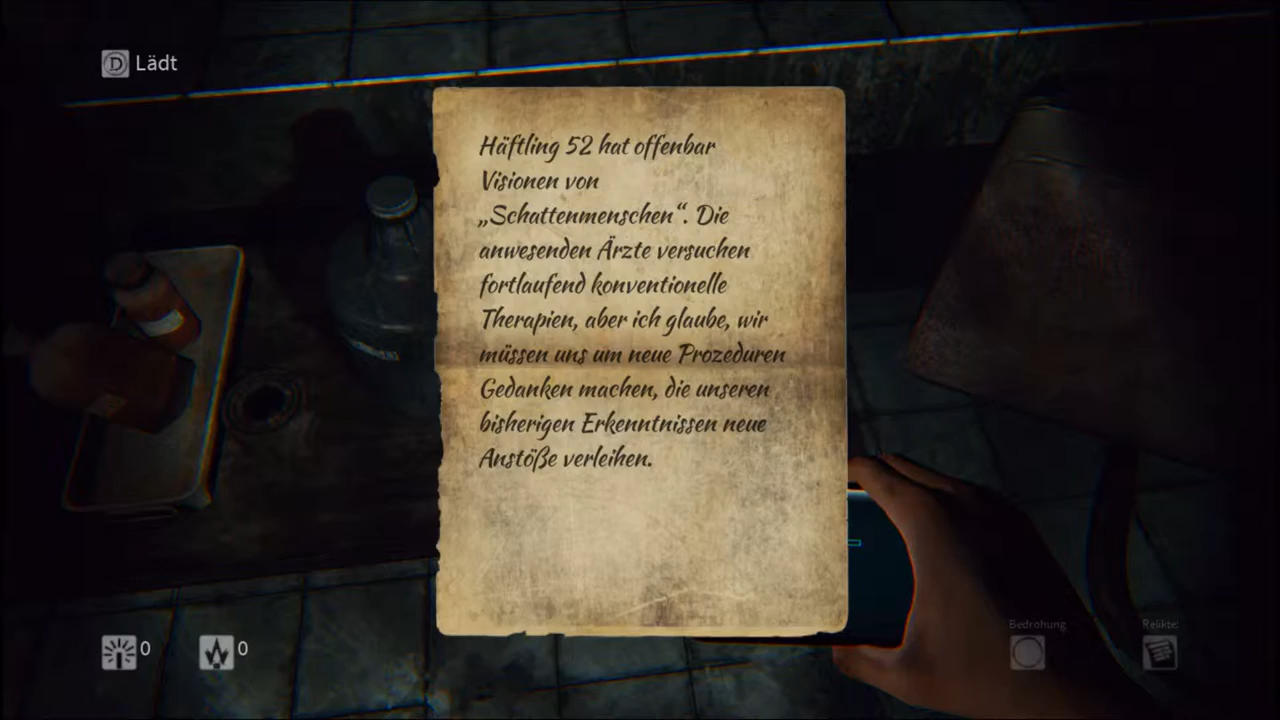 Lädt
Häftling 52 hat offenbar
Visionen von
„Schattenmenschen“. Die
anwesenden Ärzte versuchen
fortlaufend konventionelle
Therapien, aber ich glaube, wir
müssen uns um neue Prozeduren
Gedanken machen, die unseren
bisherigen Erkenntnissen neue
Anstöße verleihen.
0
0
Bedrohung
Relikte: